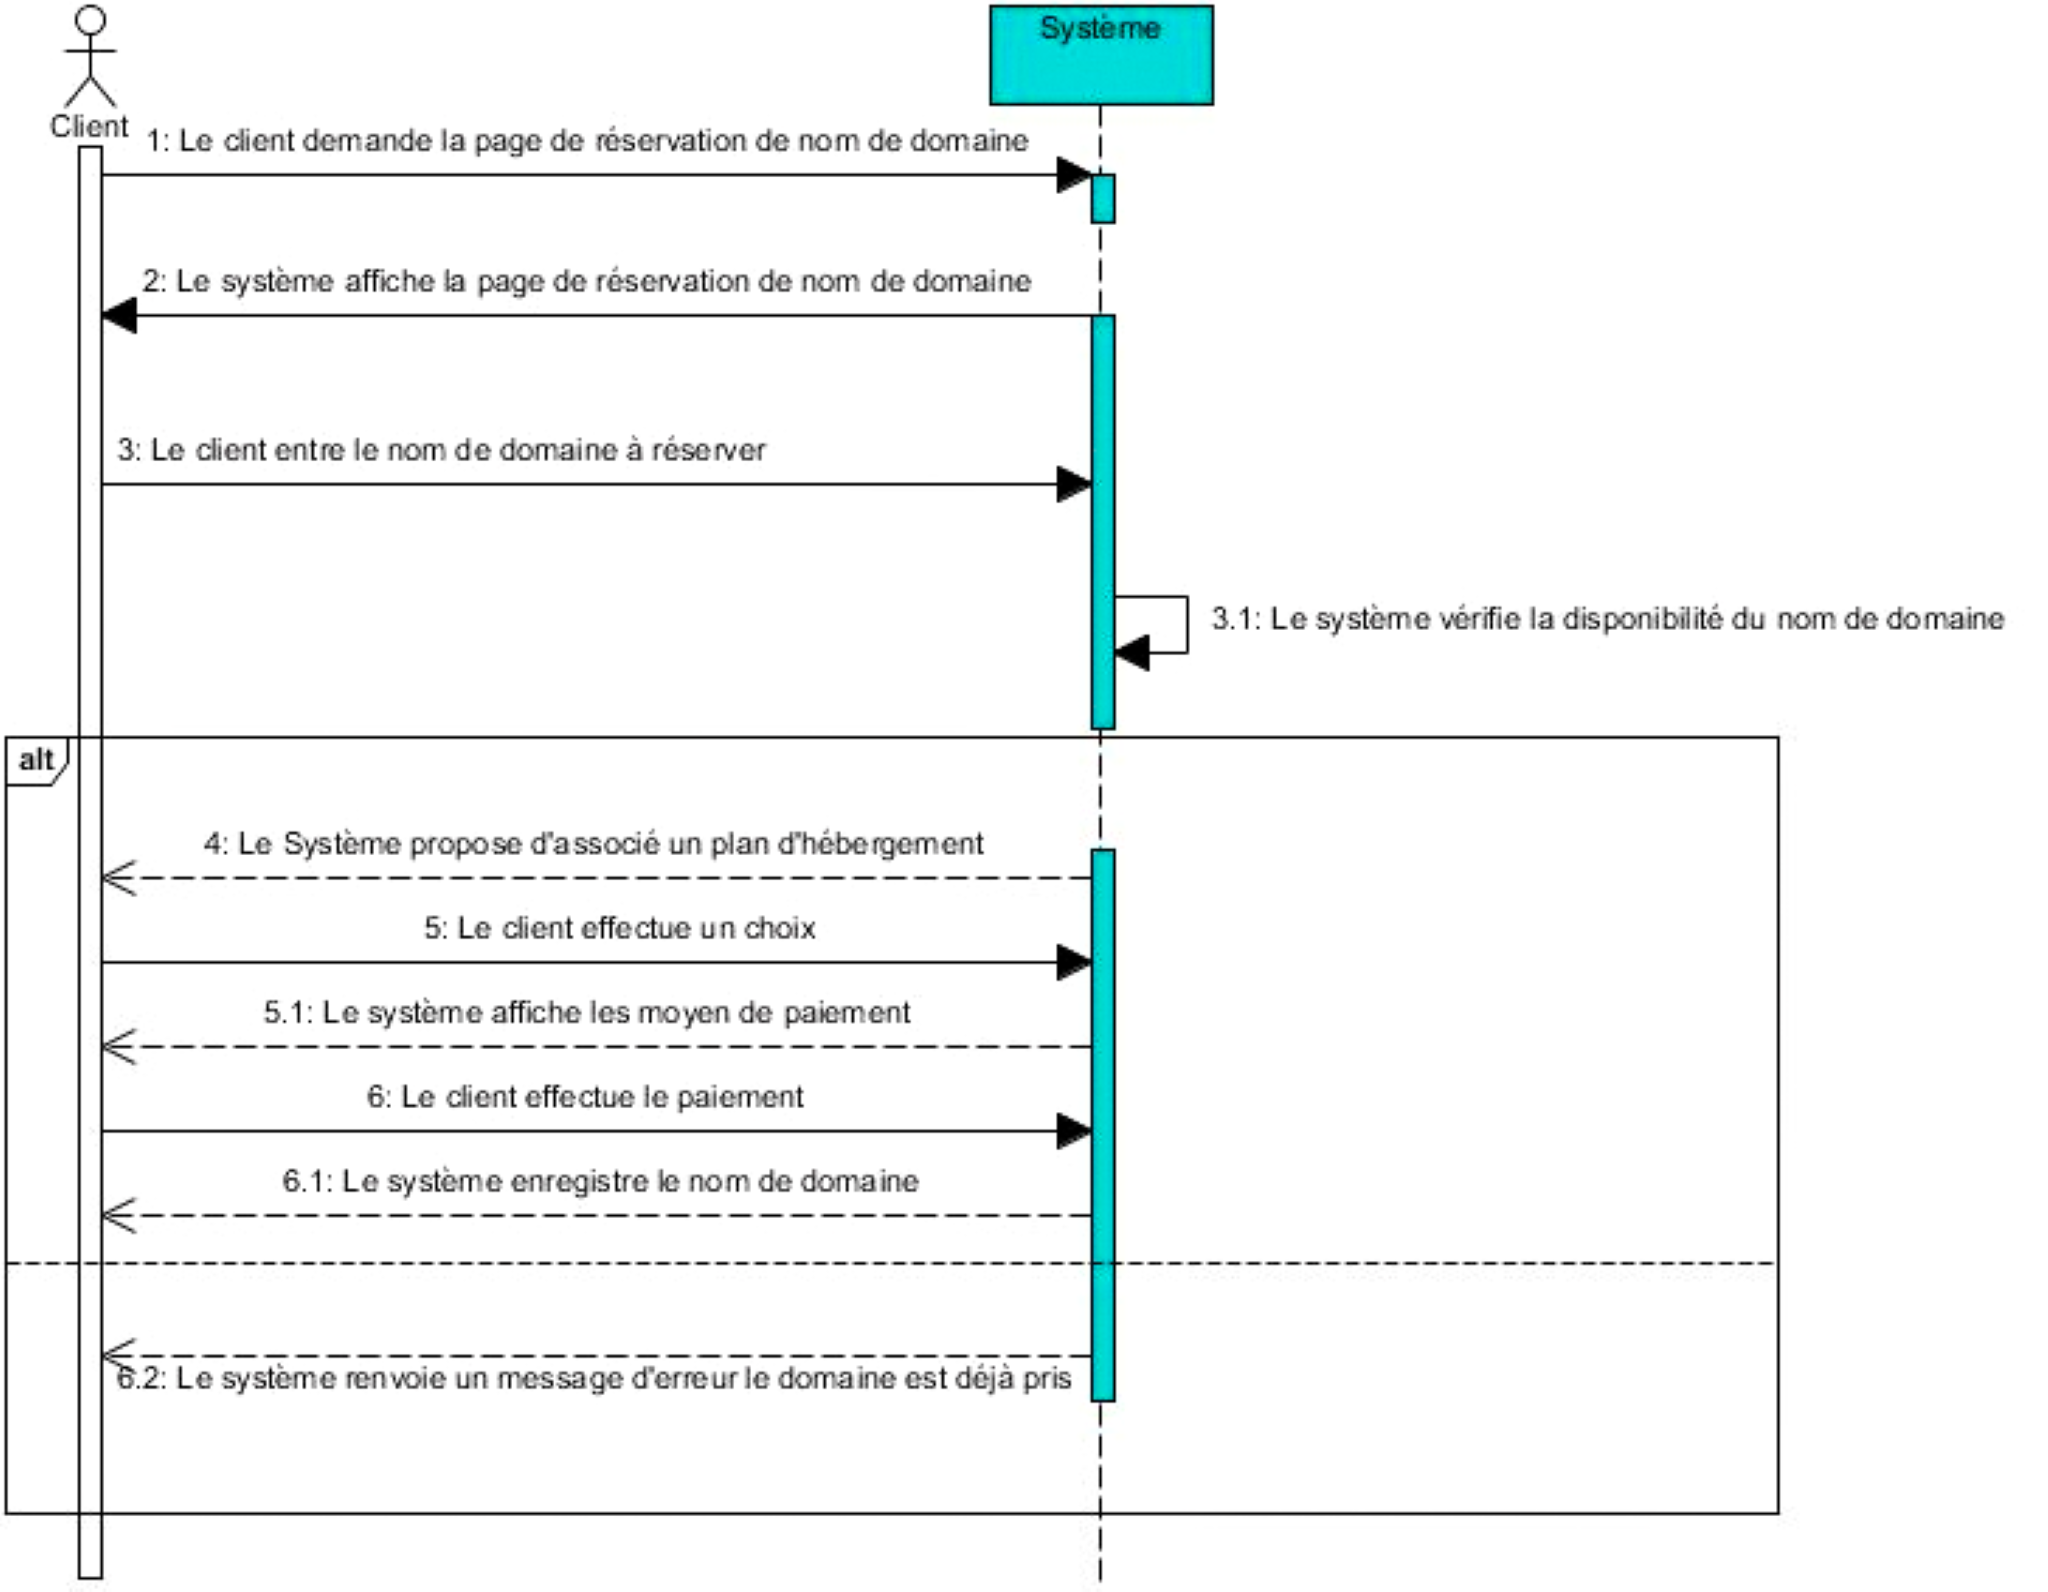 Système
Client
1: Le client demande la page de réservation de nom de domaine
2: Le système affiche la page de réservation de nom de domaine
3: Le client entre le nom de domaine à réserver
3.1: Le système vérifie la disponibilité du nom de domaine
alt
4: Le Système propose d'associé un plan d'hébergement
5: Le client effectue un choix
5.1: Le système affiche les moyen de paiement
6: Le client effectue le paiement
6.1: Le système enregistre le nom de domaine
6.2: Le système renvoie un message d'erreur le domaine est déjà pris